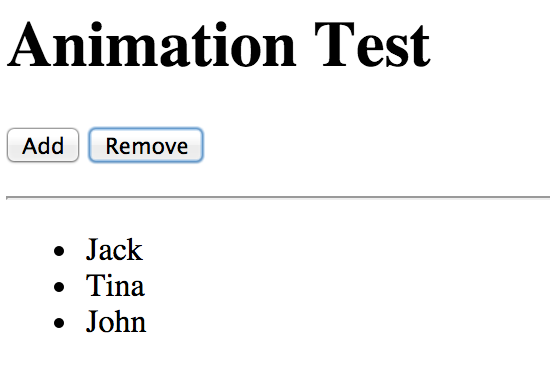 Animation Test
Add Remove
Jack
Tina
John